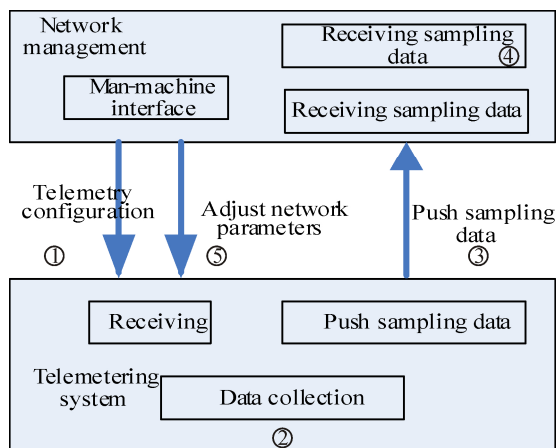 Network
management
Receiving sampling
data ④
Man-machine
interface
Receiving sampling data
Telemetry
configuration
①
Adjust network
parameters
⑤
Push sampling
data
③
Receiving
Push sampling data
Telemetering
system
Data collection
②